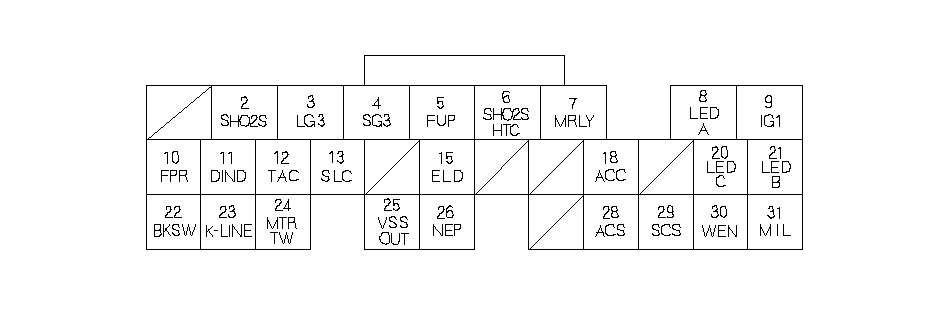 2
SHO2S
3
LG3
4
SG3
5
FUP
6
SHO2S
HTC
7
MRLY
8
LED
A
9
IG1
10
FPR
11
DIND
12
TAC
13
SLC
15
ELD
18
ACC
20
LED
C
21
LED
B
22
BKSW
23
K-LINE
24
MTR
TW
25
VSS
OUT
26
NEP
28
ACS
29
SCS
30
WEN
31
MIL